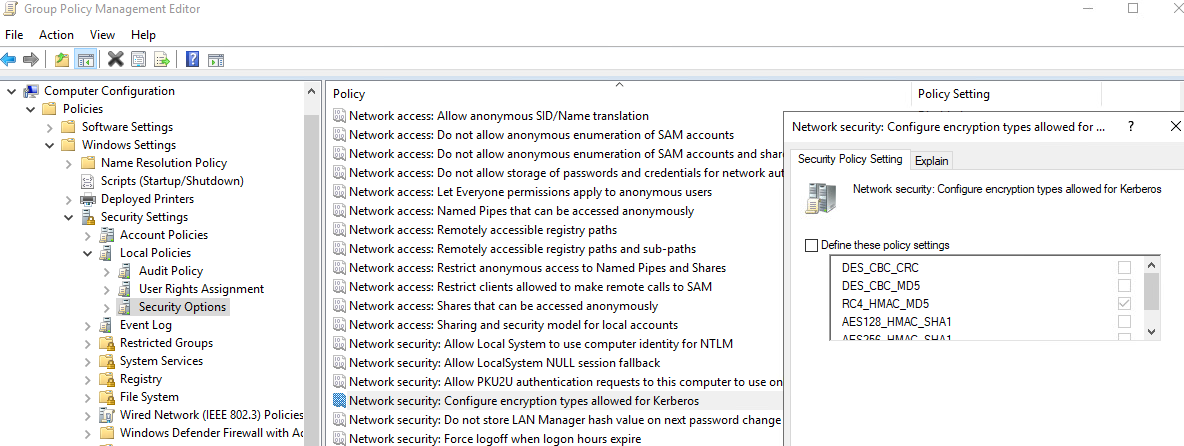 Group Policy Management Editor
File Action View Help
Computer Configuration
Policies
Software Settings
Windows Settings
Name Resolution Policy
Scripts (Startup/Shutdown)
Deployed Printers
Security Settings
Account Policies
Local Policies
Audit Policy
User Rights Assignment
Security Options
Event Log
Restricted Groups
System Services
Registry
File System
Wired Network (IEEE 802.3) Policies
Windows Defender Firewall with Ac
Policy
Policy Setting
Network access: Allow anonymous SID/Name translation
Network access: Do not allow anonymous enumeration of SAM accounts
Network access: Do not allow anonymous enumeration of SAM accounts and shar
Network access: Do not allow storage of passwords and credentials for network aut
Network access: Let Everyone permissions apply to anonymous users
Network access: Named Pipes that can be accessed anonymously
Network access: Remotely accessible registry paths
Network access: Remotely accessible registry paths and sub-paths
Network access: Restrict anonymous access to Named Pipes and Shares
Network access: Restrict clients allowed to make remote calls to SAM
Network access: Shares that can be accessed anonymously
Network access: Sharing and security model for local accounts
Network security: Allow Local System to use computer identity for NTLM
Network security: Allow LocalSystem NULL session fallback
Network security: Allow PKU2U authentication requests to this computer to use on
Network security: Configure encryption types allowed for Kerberos
Network security: Do not store LAN Manager hash value on next password change
Network security: Force logoff when logon hours expire
Network security: Configure encryption types allowed for ... ?
Security Policy Setting Explain
Network security: Configure encryption types allowed for Kerberos
Define these policy settings
DES_CBC_CRC
DES_CBC_MD5
RC4_HMAC_MD5
AES128_HMAC_SHA1
AES256_HMAC_SHA1